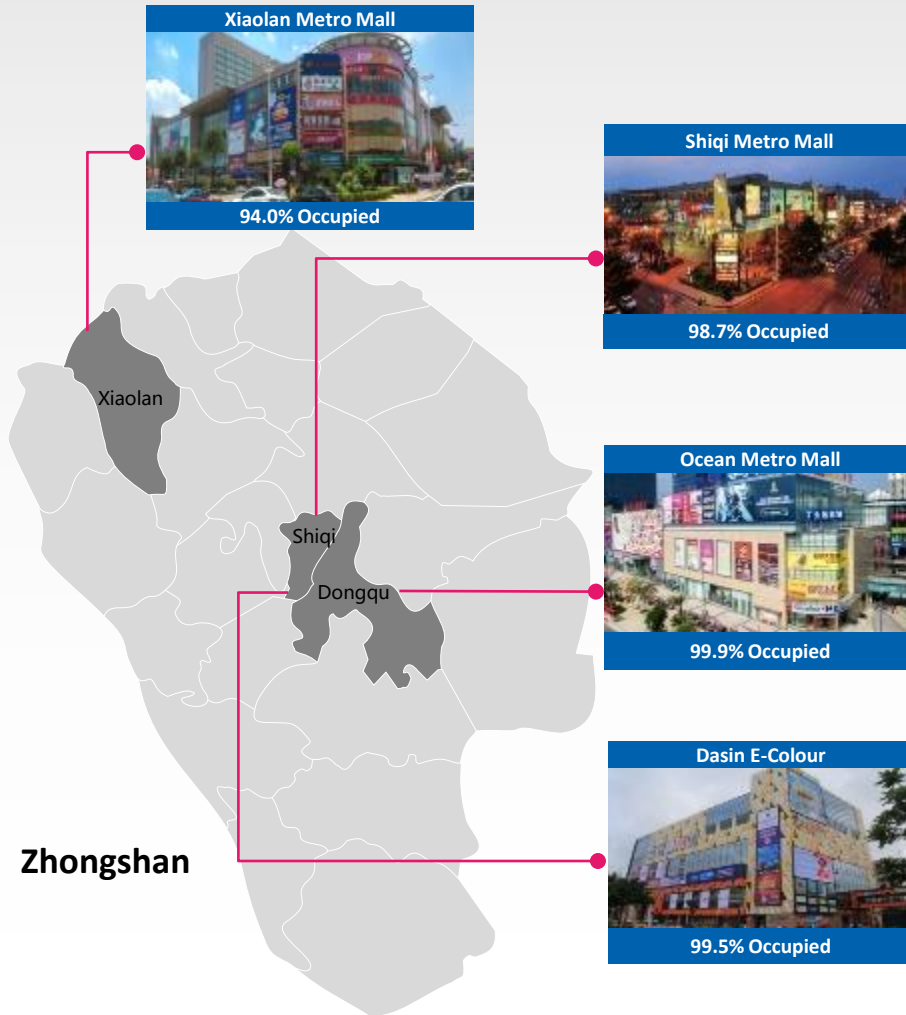 Xiaolan Metro Mall
94.0% Occupied
Shiqi Metro Mall
98.7% Occupied
Xiaolan
Ocean Metro Mall
99.9% Occupied
Shiqi
Dongqu
Dasin E-Colour
99.5% Occupied
Zhongshan